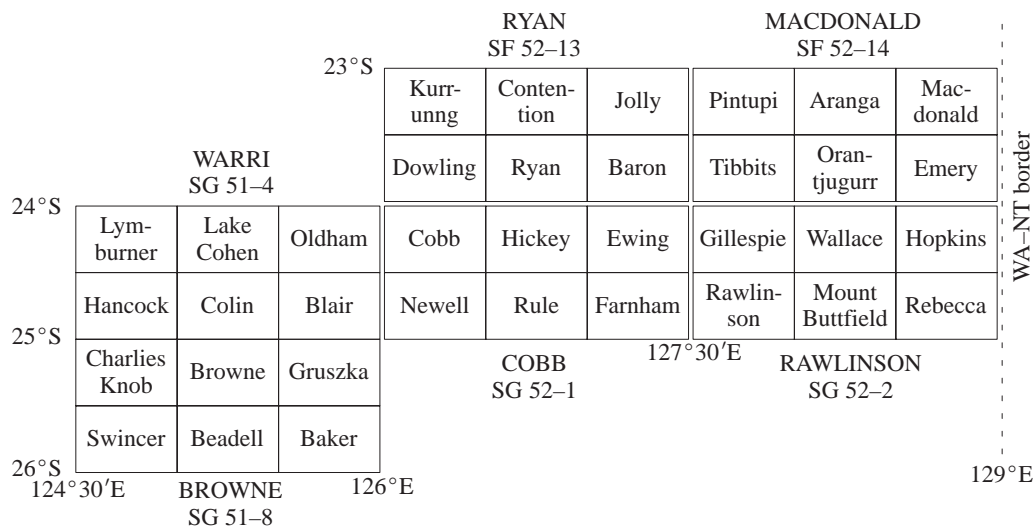 RYAN
SF 52–13
MACDONALD
SF 52–14
23°S
Kurr-
unng
Conten-
tion
Jolly
Pintupi
Aranga
Mac-
donald
Dowling
Ryan
Baron
Tibbits
Oran-
tjugurr
Emery
WARRI
SG 51–4
24°S
Lym-
burner
Lake
Cohen
Oldham
Cobb
Hickey
Ewing
Gillespie
Wallace
Hopkins
WA–NT border
Hancock
Colin
Blair
Newell
Rule
Farnham
Rawlin-
son
Mount
Buttfield
Rebecca
25°S
127°30′E
Charlies
Knob
Browne
Gruszka
COBB
SG 52–1
RAWLINSON
SG 52–2
Swincer
Beadell
Baker
26°S
124°30′E
126°E
129°E
BROWNE
SG 51–8